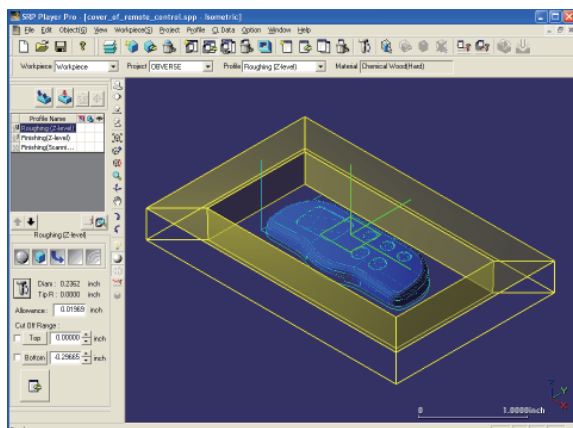 SRP Player Pro - [cover_of_remote_control.spp - Isometric]
File Edit Object(S) View Workpiece(S) Project Profile CL Data Option Window Help
Workpiece Workpiece Project OBVERSE Profile Roughing (Z-level) Material Chemical Wood(Hard)
Profile Name
Roughing (Z-level)
Finishing(Z-level)
Finishing(Scanni...
Roughing (Z-level)
Diam : 0.2362 inch
Tip R : 0.0000 inch
Allowance : 0.01969 inch
Cut Off Range :
Top 0.00000 inch
Bottom -0.29665 inch
Z
Y
X
0 1.0000inch